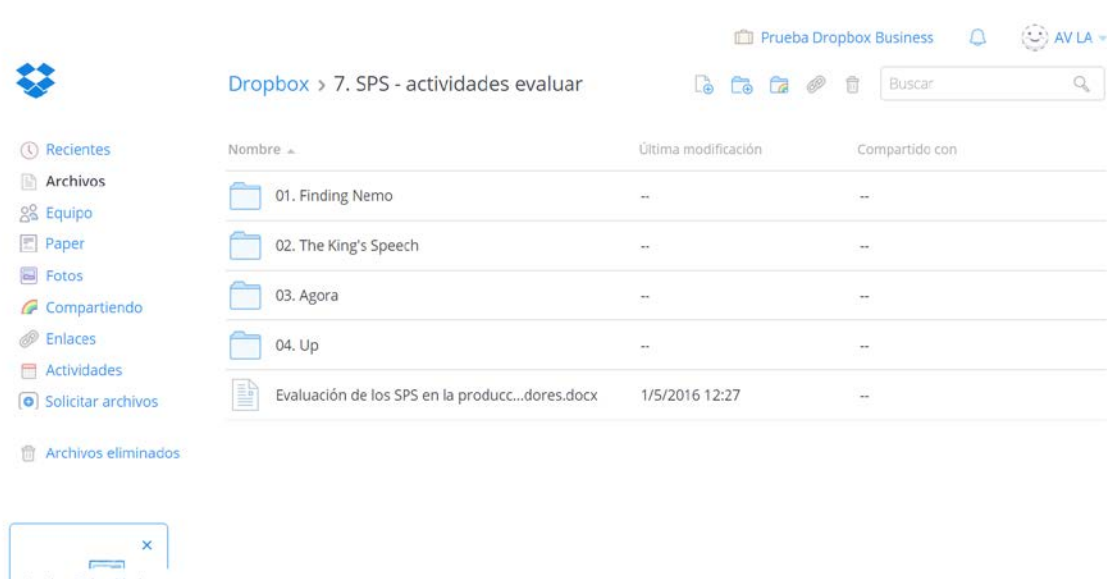 Prueba Dropbox Business AV LA
Dropbox > 7. SPS - actividades evaluar
Buscar
Recientes
Archivos
Equipo
Paper
Fotos
Compartiendo
Enlaces
Actividades
Solicitar archivos
Archivos eliminados
Nombre Última modificación Compartido con
01. Finding Nemo -- --
02. The King's Speech -- --
03. Agora -- --
04. Up -- --
Evaluación de los SPS en la producc...dores.docx 1/5/2016 12:27 --